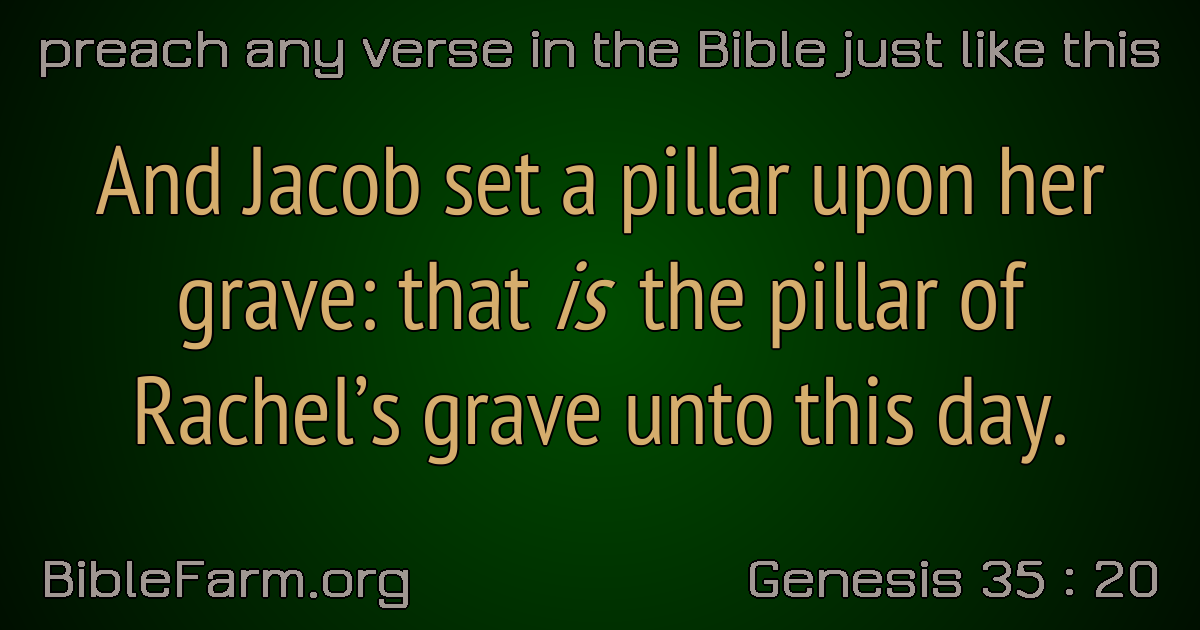 preach any verse in the Bible just like this
And Jacob set a pillar upon her
grave: that is the pillar of
Rachel’s grave unto this day.
BibleFarm.org
Genesis 35 : 20